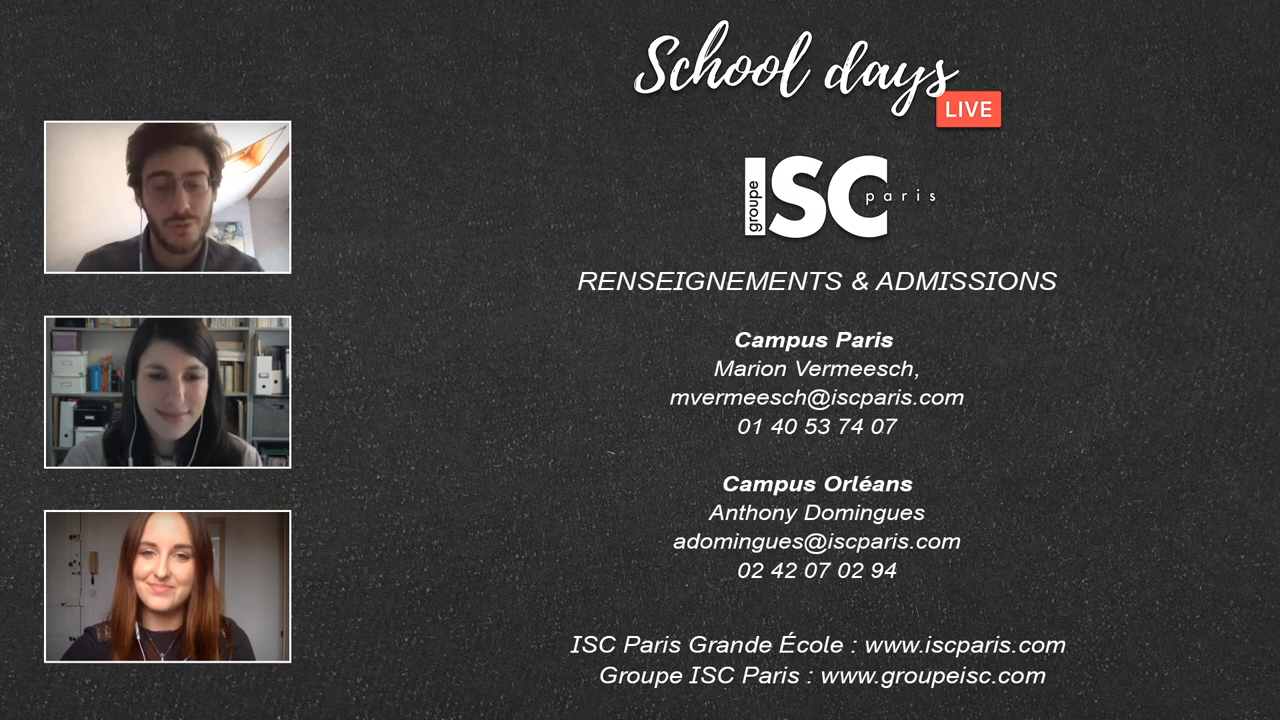 School days
LIVE
groupe ISC paris
RENSEIGNEMENTS & ADMISSIONS
Campus Paris
Marion Vermeesch,
mvermeesch@iscparis.com
01 40 53 74 07
Campus Orléans
Anthony Domingues
adomingues@iscparis.com
02 42 07 02 94
ISC Paris Grande École : www.iscparis.com
Groupe ISC Paris : www.groupeisc.com